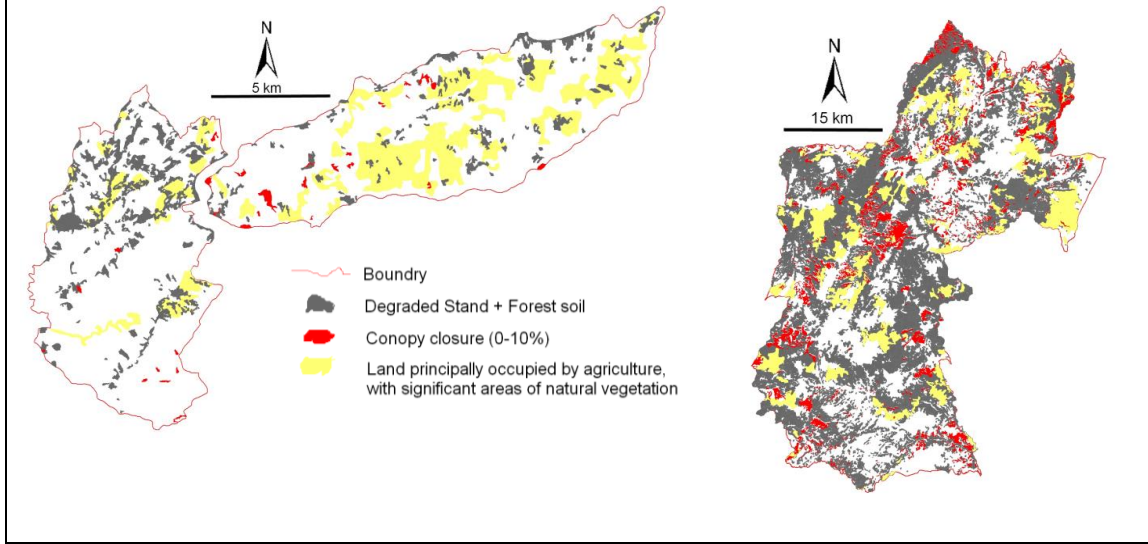 N
5 km
N
15 km
Boundry
Degraded Stand + Forest soil
Conopy closure (0-10%)
Land principally occupied by agriculture,
with significant areas of natural vegetation